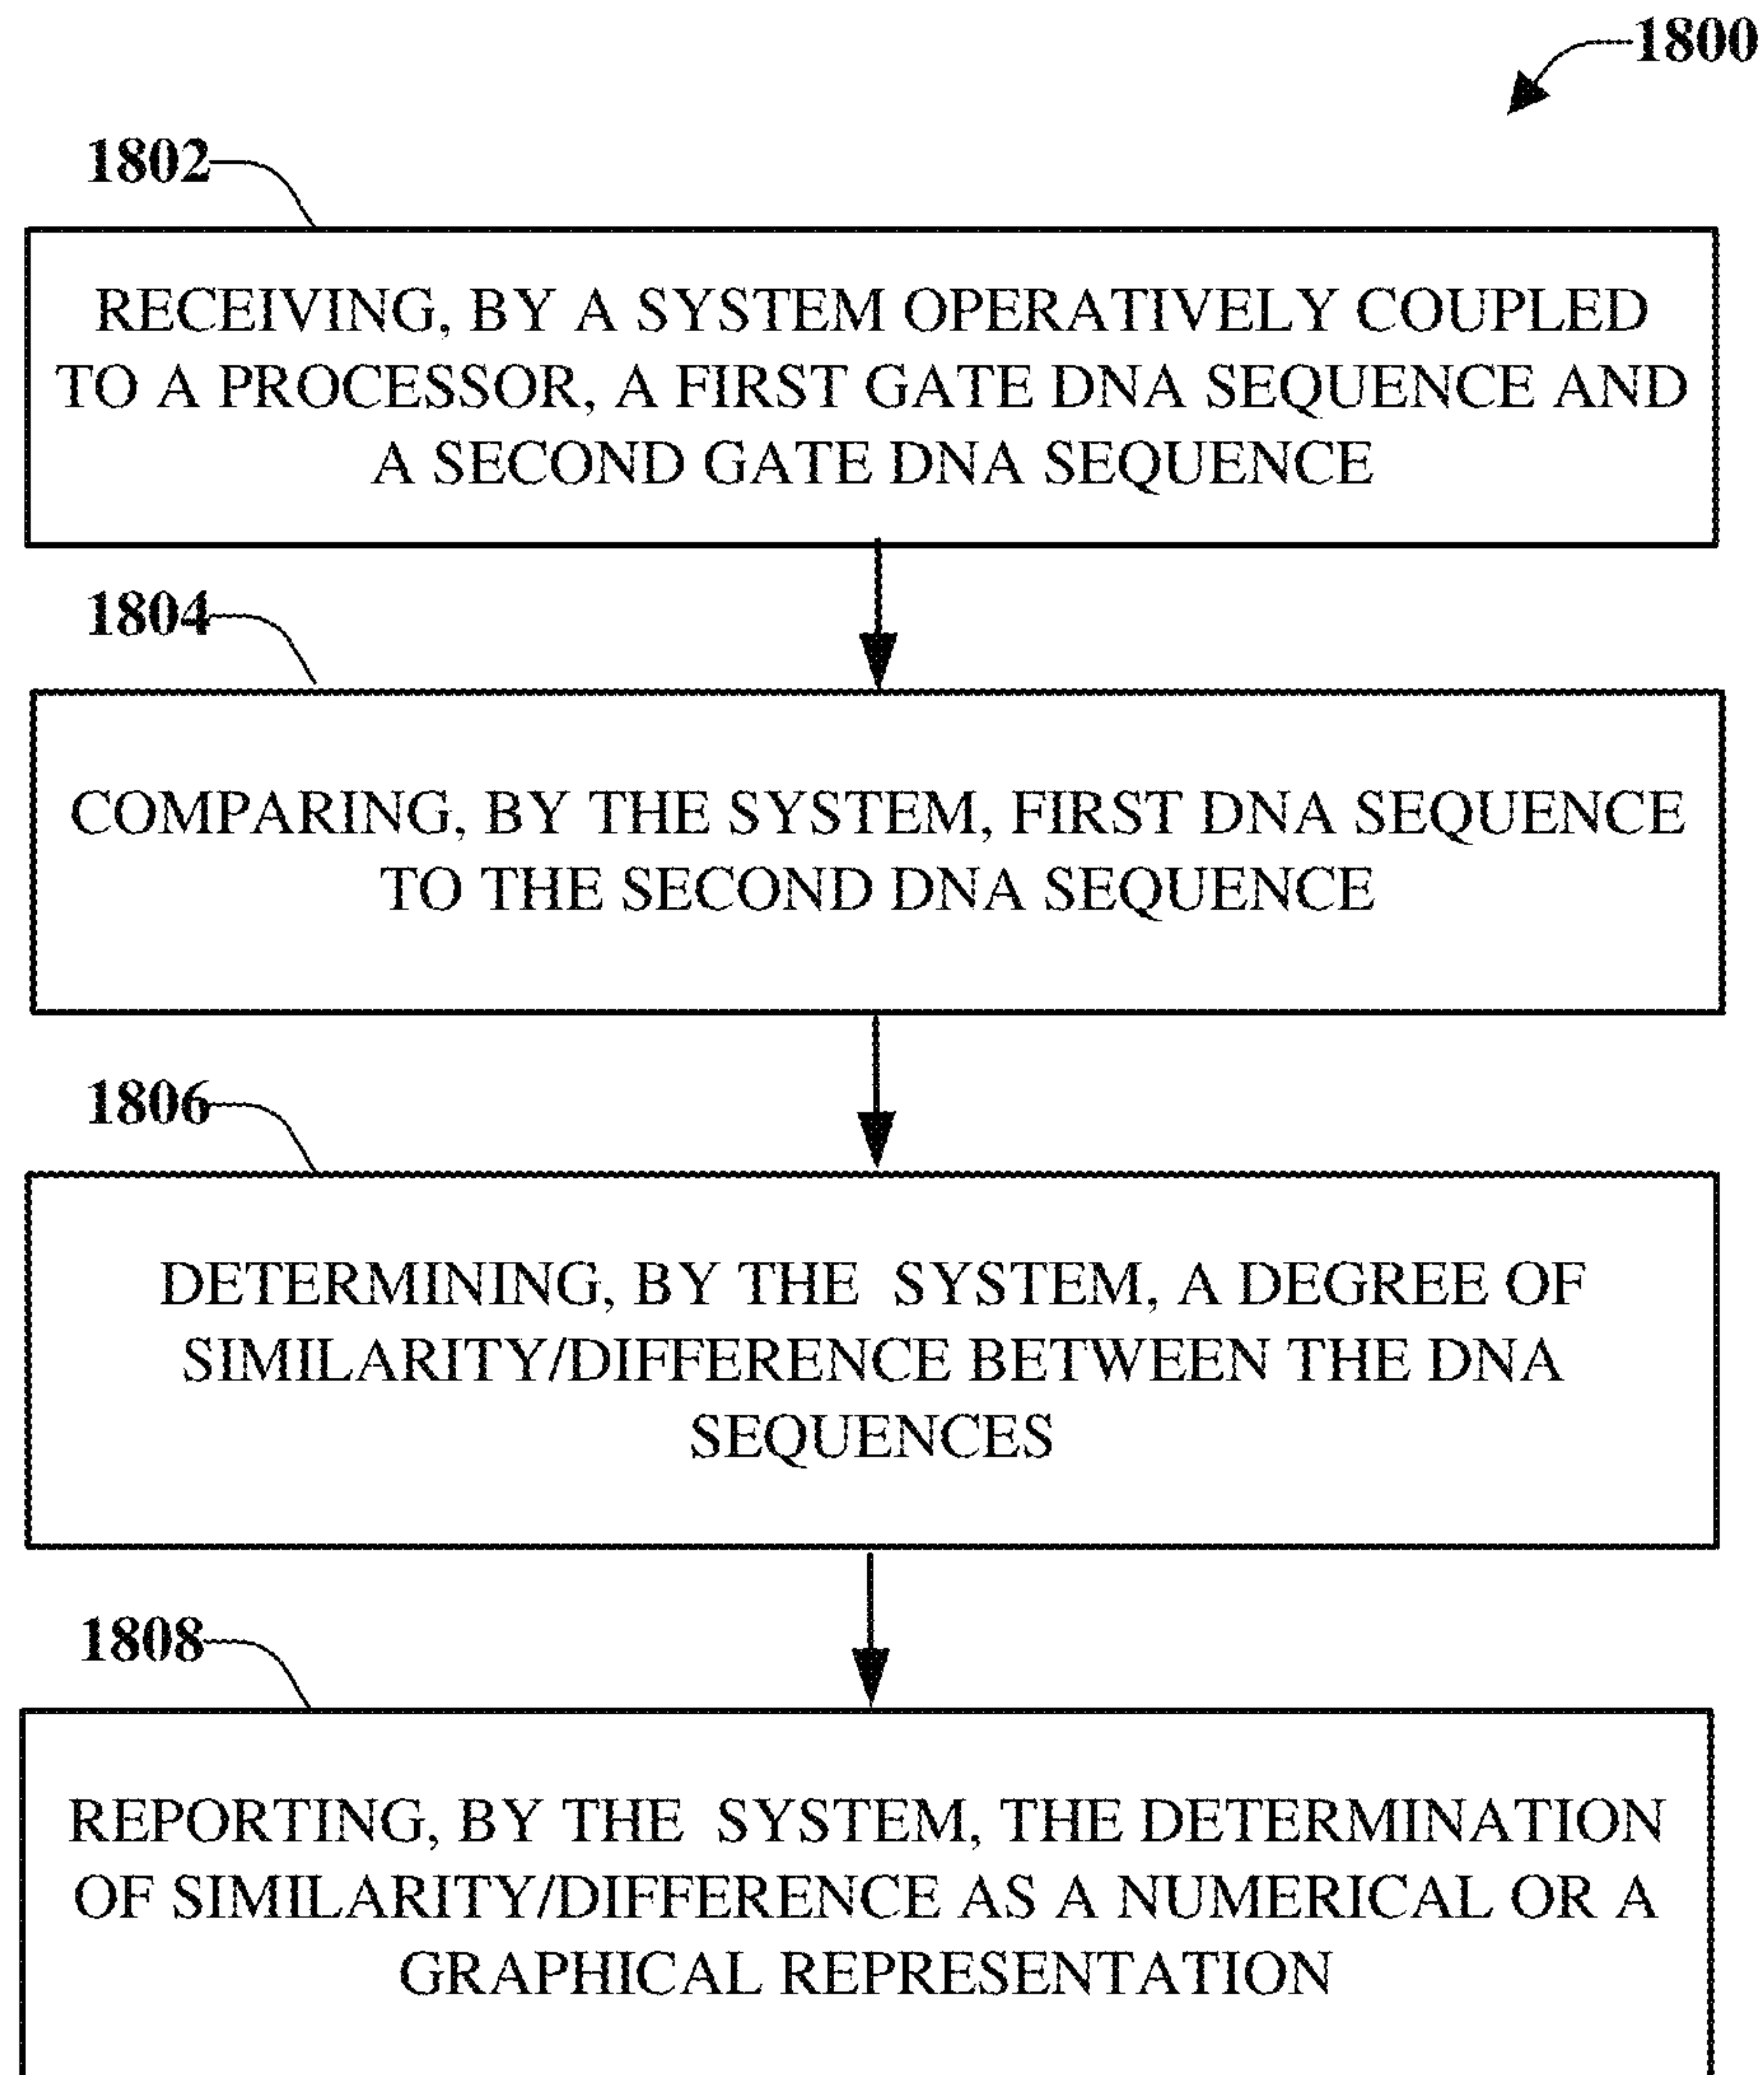 1800
1802
RECEIVING, BY A SYSTEM OPERATIVELY COUPLED
TO A PROCESSOR, A FIRST GATE DNA SEQUENCE AND
A SECOND GATE DNA SEQUENCE
1804
COMPARING, BY THE SYSTEM, FIRST DNA SEQUENCE
TO THE SECOND DNA SEQUENCE
1806
DETERMINING, BY THE SYSTEM, A DEGREE OF
SIMILARITY/DIFFERENCE BETWEEN THE DNA
SEQUENCES
1808
REPORTING, BY THE SYSTEM, THE DETERMINATION
OF SIMILARITY/DIFFERENCE AS A NUMERICAL OR A
GRAPHICAL REPRESENTATION